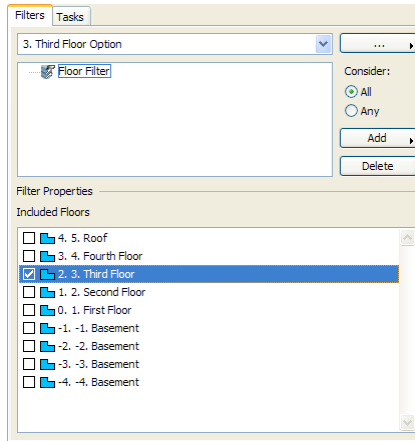 Filters Tasks
3. Third Floor Option ...
Floor Filter
Consider:
All
Any
Add
Delete
Filter Properties
Included Floors
4. 5. Roof
3. 4. Fourth Floor
2. 3. Third Floor
1. 2. Second Floor
0. 1. First Floor
-1. -1. Basement
-2. -2. Basement
-3. -3. Basement
-4. -4. Basement